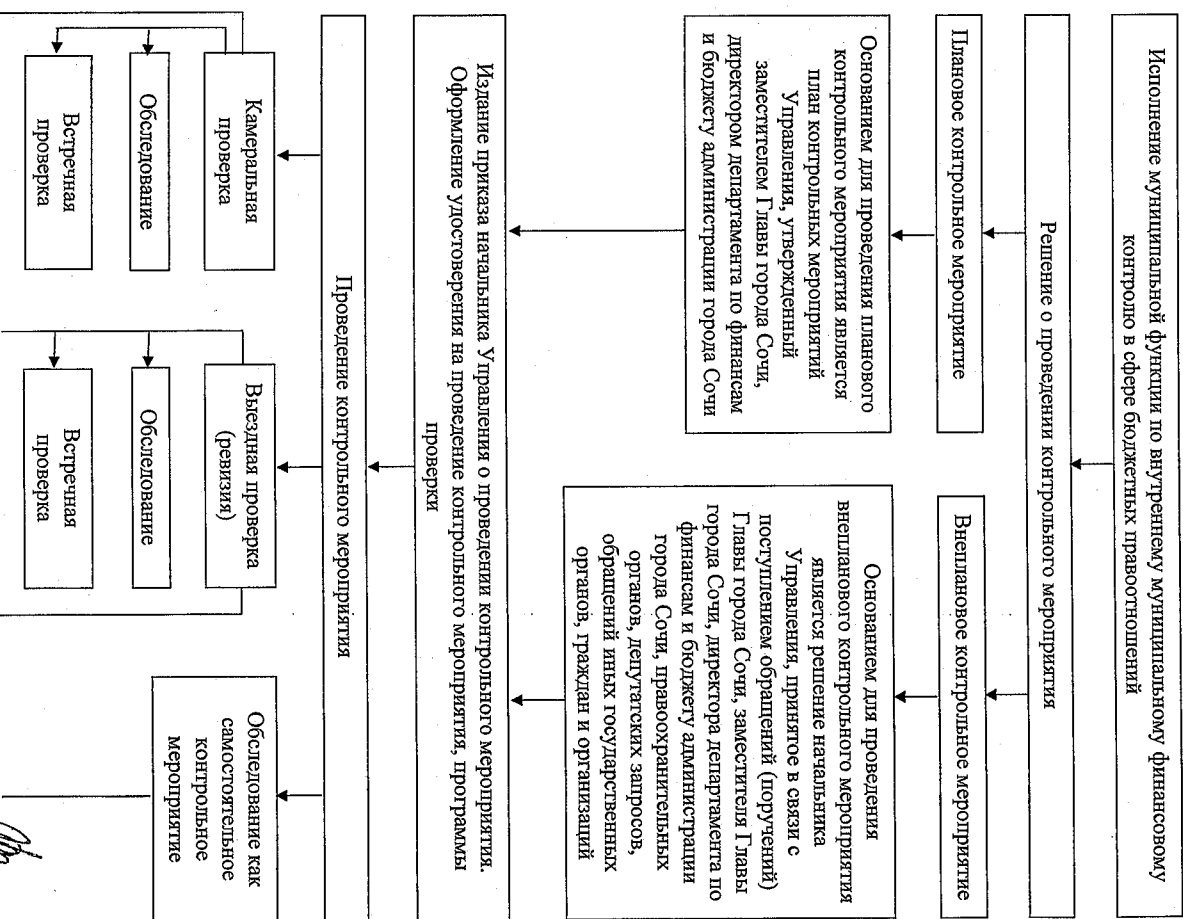 Исполнение муниципальной функции по внутреннему муниципальному финансовому
контролю в сфере бюджетных правоотношений
Решение о проведении контрольного мероприятия
Плановое контрольное мероприятие
Внеплановое контрольное мероприятие
Основанием для проведения планового
контрольного мероприятия является
план контрольных мероприятий
Управления, утвержденный
заместителем Главы города Сочи,
директором департамента по финансам
и бюджету администрации города Сочи
Основанием для проведения
внепланового контрольного мероприятия
является решение начальника
Управления, принятое в связи с
поступлением обращений (поручений)
Главы города Сочи, заместителя Главы
города Сочи, директора департамента по
финансам и бюджету администрации
города Сочи, правоохранительных
органов, депутатских запросов,
обращений иных государственных
органов, граждан и организаций
Издание приказа начальника Управления о проведении контрольного мероприятия.
Оформление удостоверения на проведение контрольного мероприятия, программы
проверки
Проведение контрольного мероприятия
Камеральная
проверка
Обследование
Встречная
проверка
Выездная проверка
(ревизия)
Обследование
Встречная
проверка
Обследование как
самостоятельное
контрольное
мероприятие